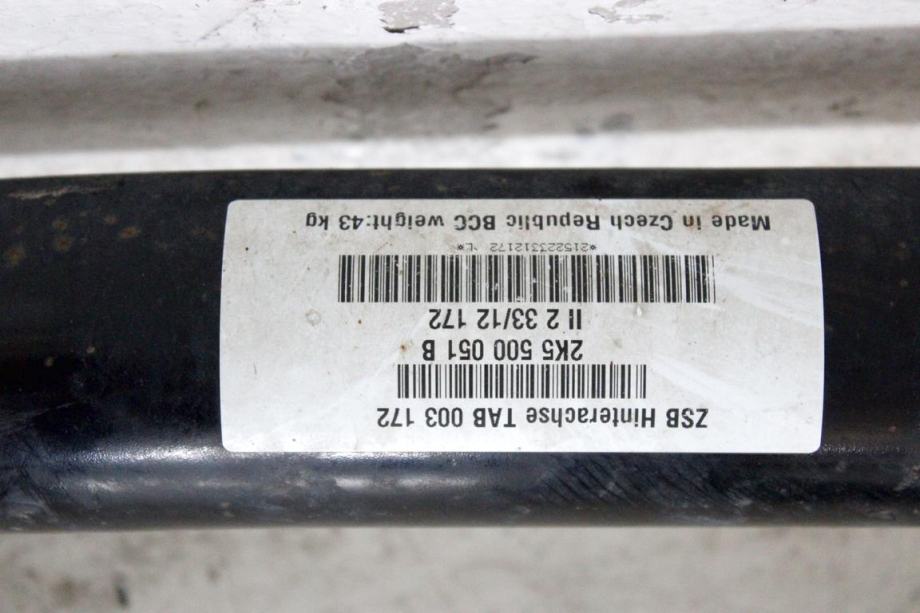 ZSB Hinterachse TAB 003 172
2K5 500 051 B
II 2 33/12 172
*215223312172 L*
Made in Czech Republic BCC weight:43 kg